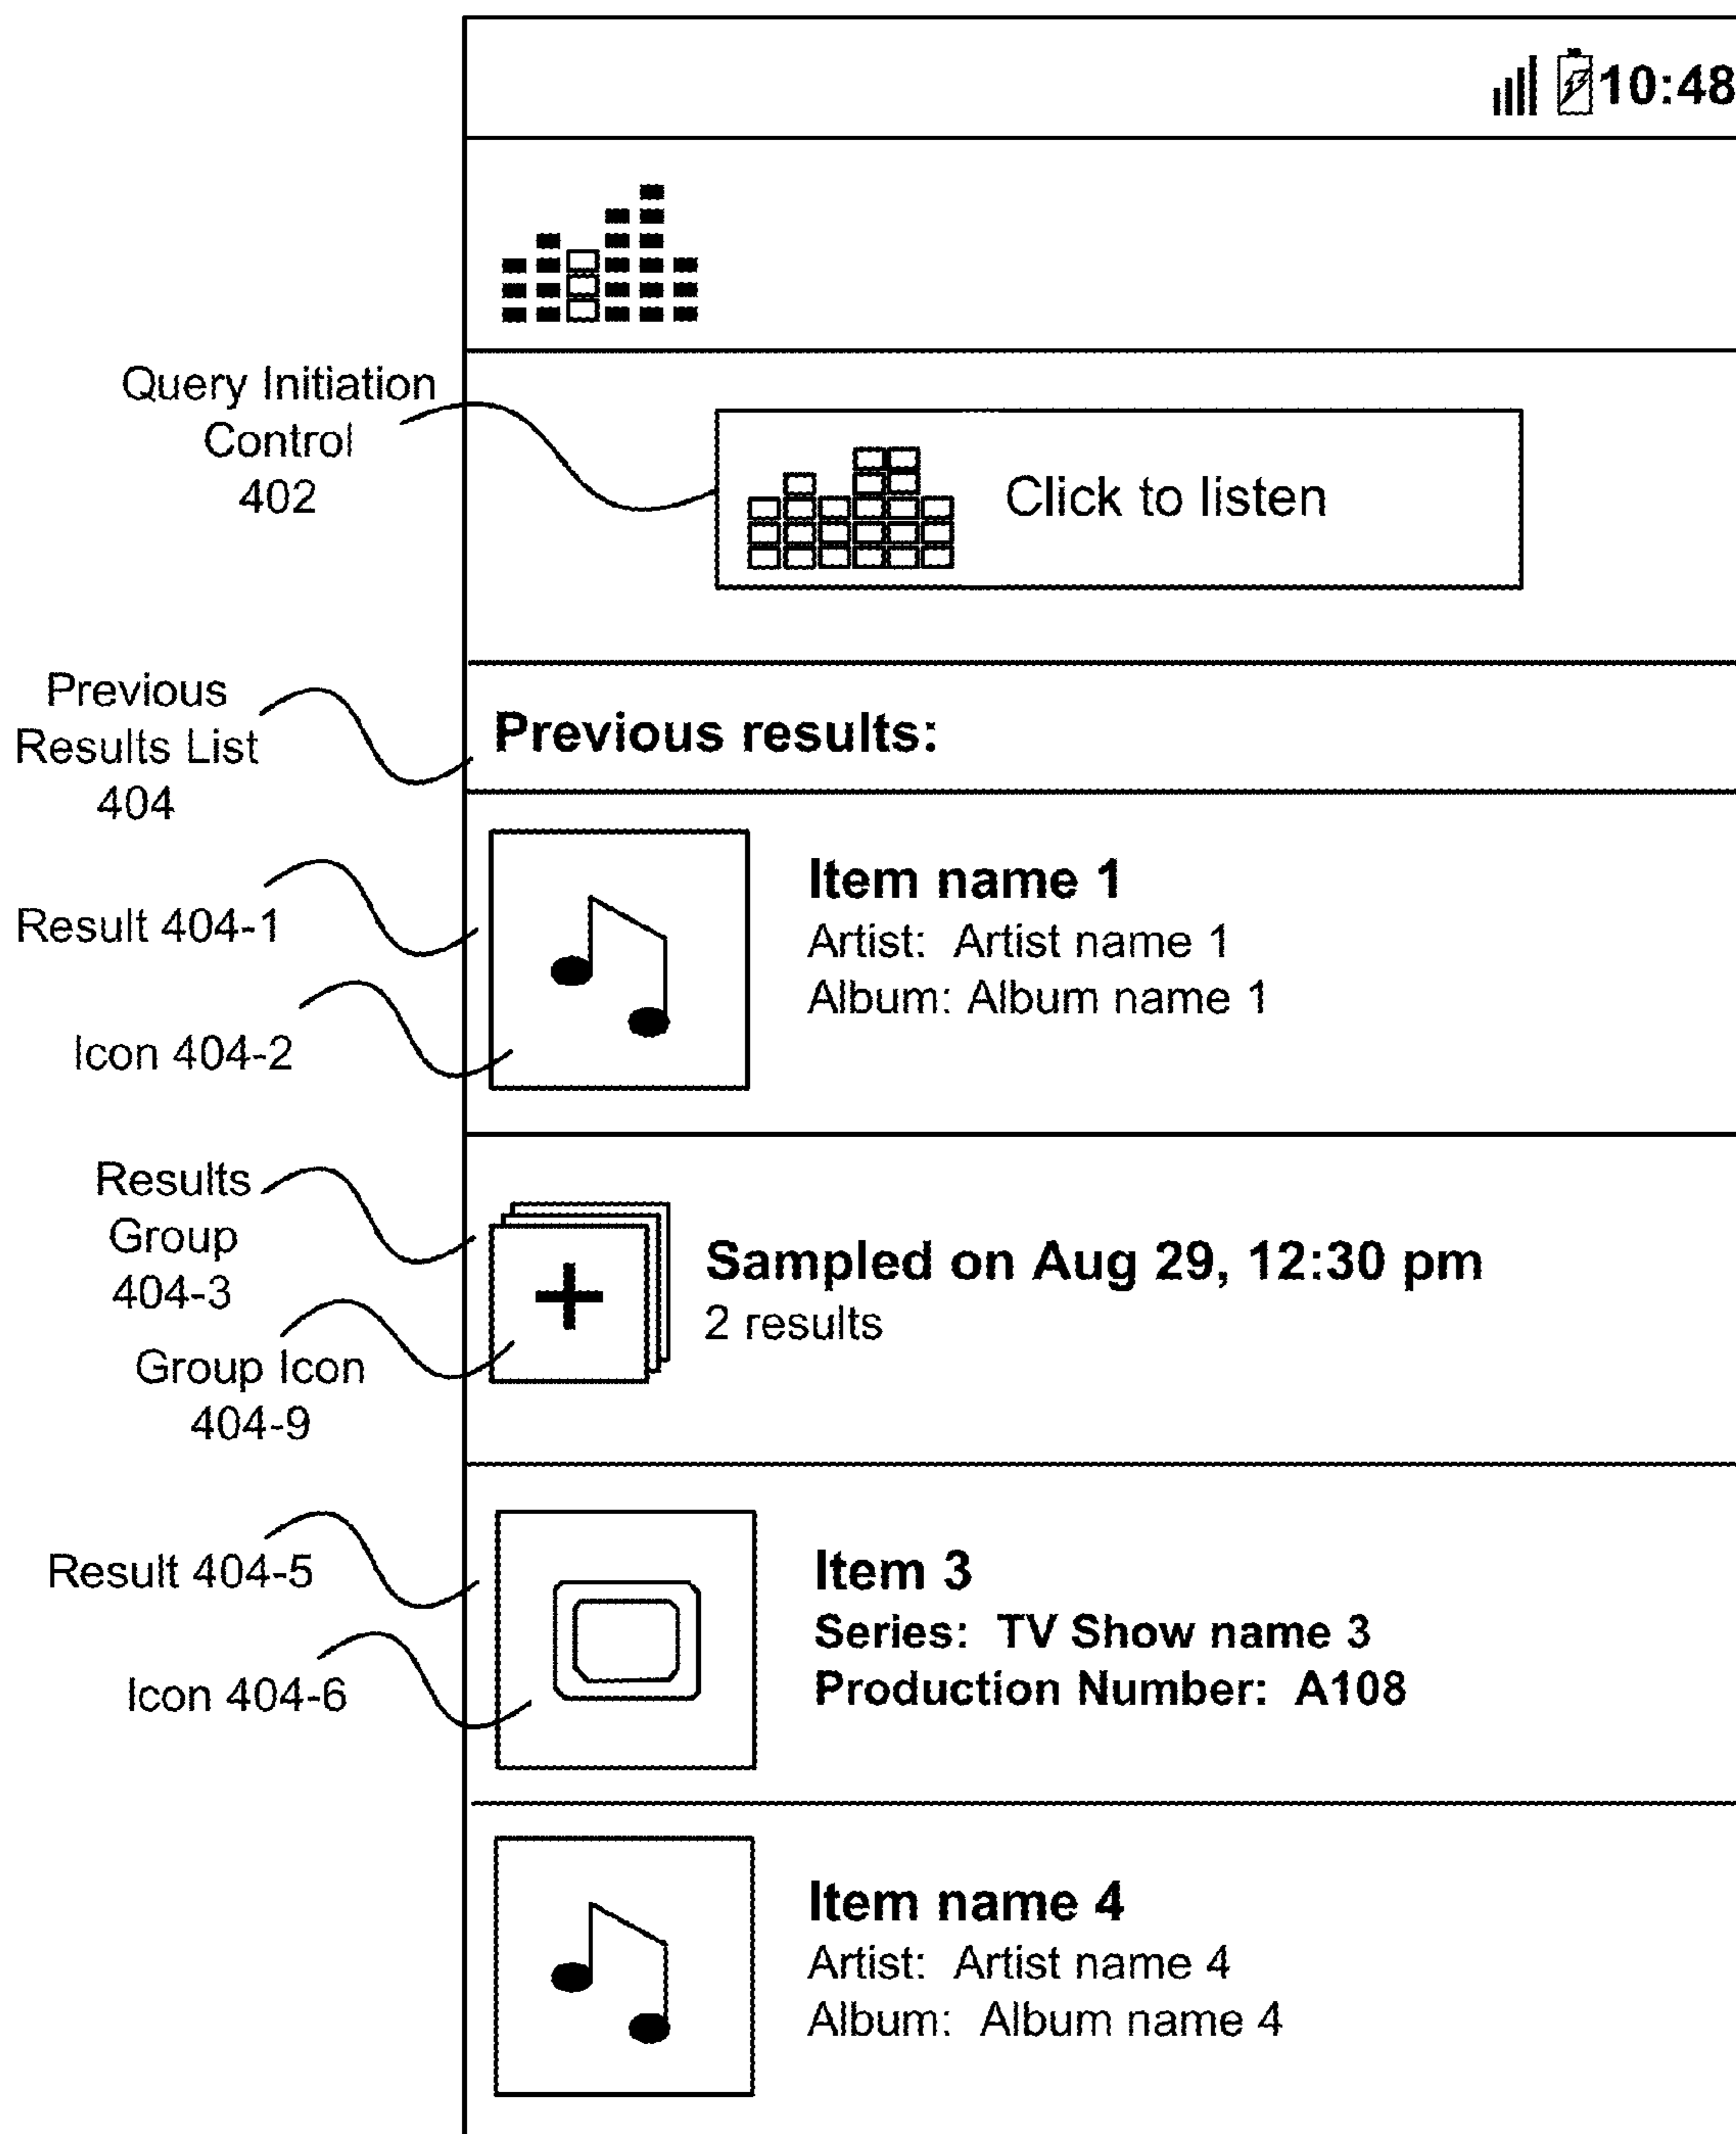 10:48
Query Initiation
Control
402
Click to listen
Previous
Results List
404
Previous results:
Result 404-1
Item name 1
Artist: Artist name 1
Album: Album name 1
Icon 404-2
Results
Group
404-3
Sampled on Aug 29, 12:30 pm
2 results
Group Icon
404-9
Result 404-5
Item 3
Series: TV Show name 3
Production Number: A108
Icon 404-6
Item name 4
Artist: Artist name 4
Album: Album name 4